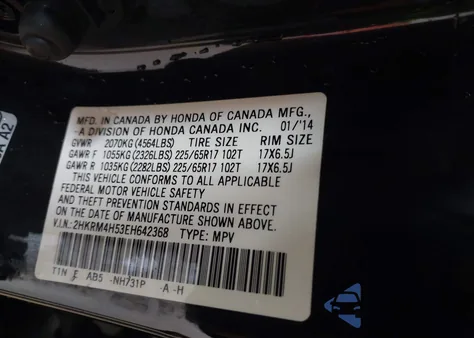 MFD. IN CANADA BY HONDA OF CANADA MFG.,
-A DIVISION OF HONDA CANADA INC. 01/'14
GVWR 2070KG (4564LBS) TIRE SIZE RIM SIZE
GAWR F 1055KG (2326LBS) 225/65R17 102T 17X6.5J
GAWR R 1035KG (2282LBS) 225/65R17 102T 17X6.5J
THIS VEHICLE CONFORMS TO ALL APPLICABLE
FEDERAL MOTOR VEHICLE SAFETY
AND THEFT PREVENTION STANDARDS IN EFFECT
ON THE DATE OF MANUFACTURE SHOWN ABOVE.
V.I.N.: 2HKRM4H53EH642368 TYPE: MPV
T1N E AB5 -NH731P -A -H
A A2